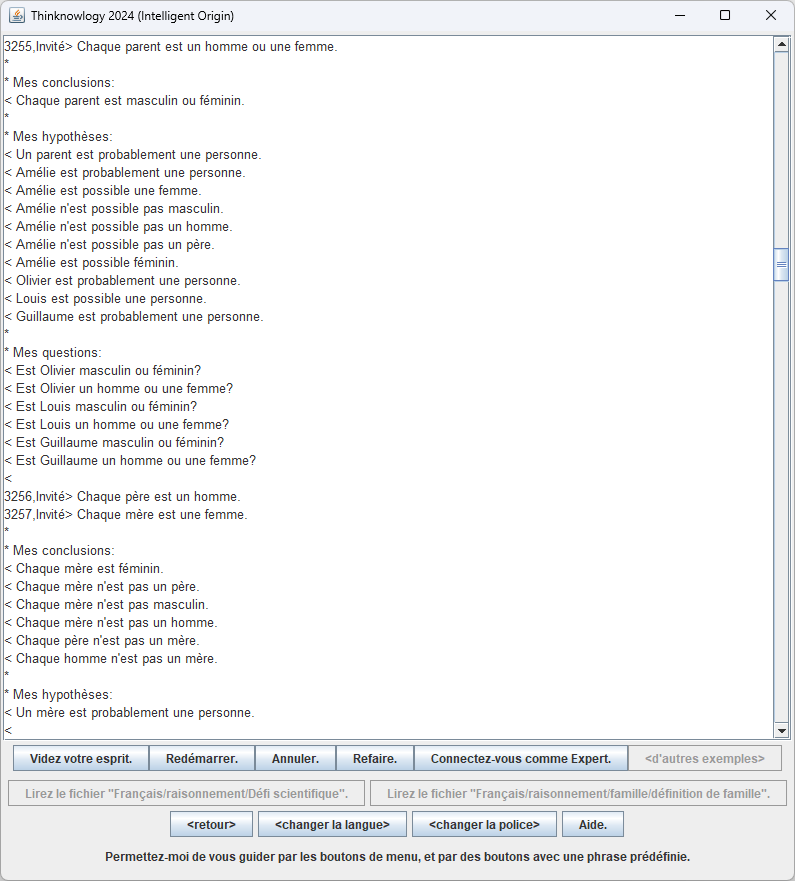 Thinknowlogy 2024 (Intelligent Origin)
3255,Invité> Chaque parent est un homme ou une femme.
*
* Mes conclusions:
< Chaque parent est masculin ou féminin.
*
* Mes hypothèses:
< Un parent est probablement une personne.
< Amélie est probablement une personne.
< Amélie est possible une femme.
< Amélie n'est possible pas masculin.
< Amélie n'est possible pas un homme.
< Amélie n'est possible pas un père.
< Amélie est possible féminin.
< Olivier est probablement une personne.
< Louis est possible une personne.
< Guillaume est probablement une personne.
*
* Mes questions:
< Est Olivier masculin ou féminin?
< Est Olivier un homme ou une femme?
< Est Louis masculin ou féminin?
< Est Louis un homme ou une femme?
< Est Guillaume masculin ou féminin?
< Est Guillaume un homme ou une femme?
<
3256,Invité> Chaque père est un homme.
3257,Invité> Chaque mère est une femme.
*
* Mes conclusions:
< Chaque mère est féminin.
< Chaque mère n'est pas un père.
< Chaque mère n'est pas masculin.
< Chaque mère n'est pas un homme.
< Chaque père n'est pas un mère.
< Chaque homme n'est pas un mère.
*
* Mes hypothèses:
< Un mère est probablement une personne.
<
Videz votre esprit. Redémarrer. Annuler. Refaire. Connectez-vous comme Expert. <d'autres exemples>
Lirez le fichier "Français/raisonnement/Défi scientifique". Lirez le fichier "Français/raisonnement/famille/définition de famille".
<retour> <changer la langue> <changer la police> Aide.
Permettez-moi de vous guider par les boutons de menu, et par des boutons avec une phrase prédéfinie.